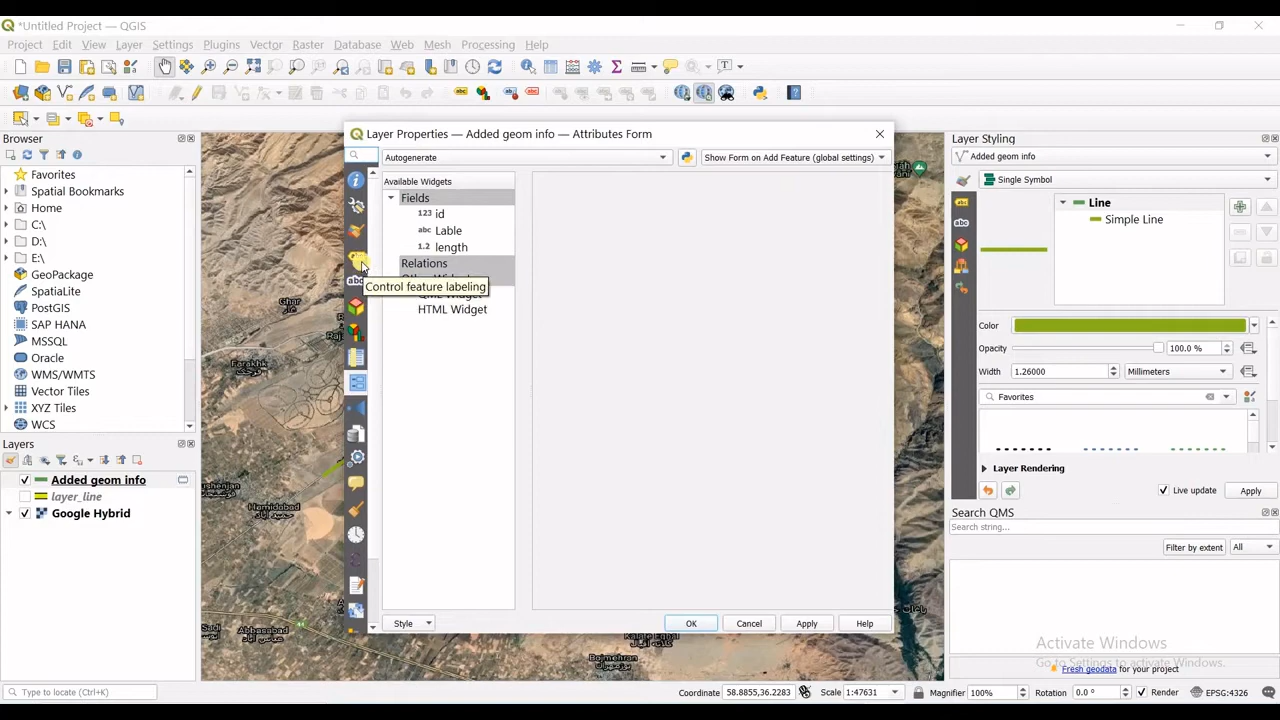 *Untitled Project — QGIS
Project Edit View Layer Settings Plugins Vector Raster Database Web Mesh Processing Help
Browser
Favorites
Spatial Bookmarks
Home
C:\
D:\
E:\
GeoPackage
SpatiaLite
PostGIS
SAP HANA
MSSQL
Oracle
WMS/WMTS
Vector Tiles
XYZ Tiles
WCS
Layers
Added geom info
layer_line
Google Hybrid
Type to locate (Ctrl+K)
Layer Properties — Added geom info — Attributes Form
Autogenerate
Show Form on Add Feature (global settings)
Available Widgets
Fields
123 id
abc Lable
1.2 length
Relations
Control feature labeling
HTML Widget
Style
OK
Cancel
Apply
Help
Ghar
Farakhk
Hamidabad
Abbasabad
Bojmehran
Layer Styling
Added geom info
Single Symbol
Line
Simple Line
Color
Opacity
100.0 %
Width
1.26000
Millimeters
Favorites
Layer Rendering
Live update
Apply
Search QMS
Search string...
Filter by extent
All
Activate Windows
Go to Settings to activate Windows.
Fresh geodata for your project
Coordinate 58.8855,36.2283
Scale 1:47631
Magnifier 100%
Rotation 0.0 °
Render
EPSG:4326